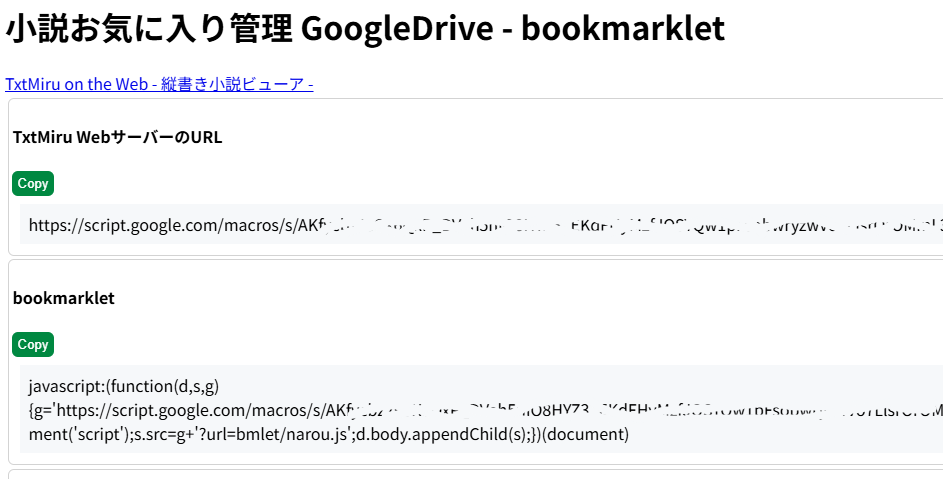 小説お気に入り管理 GoogleDrive - bookmarklet
TxtMiru on the Web - 縦書き小説ビューア -
TxtMiru WebサーバーのURL
Copy
https://script.google.com/macros/s/AKf
bookmarklet
Copy
javascript:(function(d,s,g)
{g='https://script.google.com/macros/s/AKf
ment('script');s.src=g+'?url=bmlet/narou.js';d.body.appendChild(s);})(document)